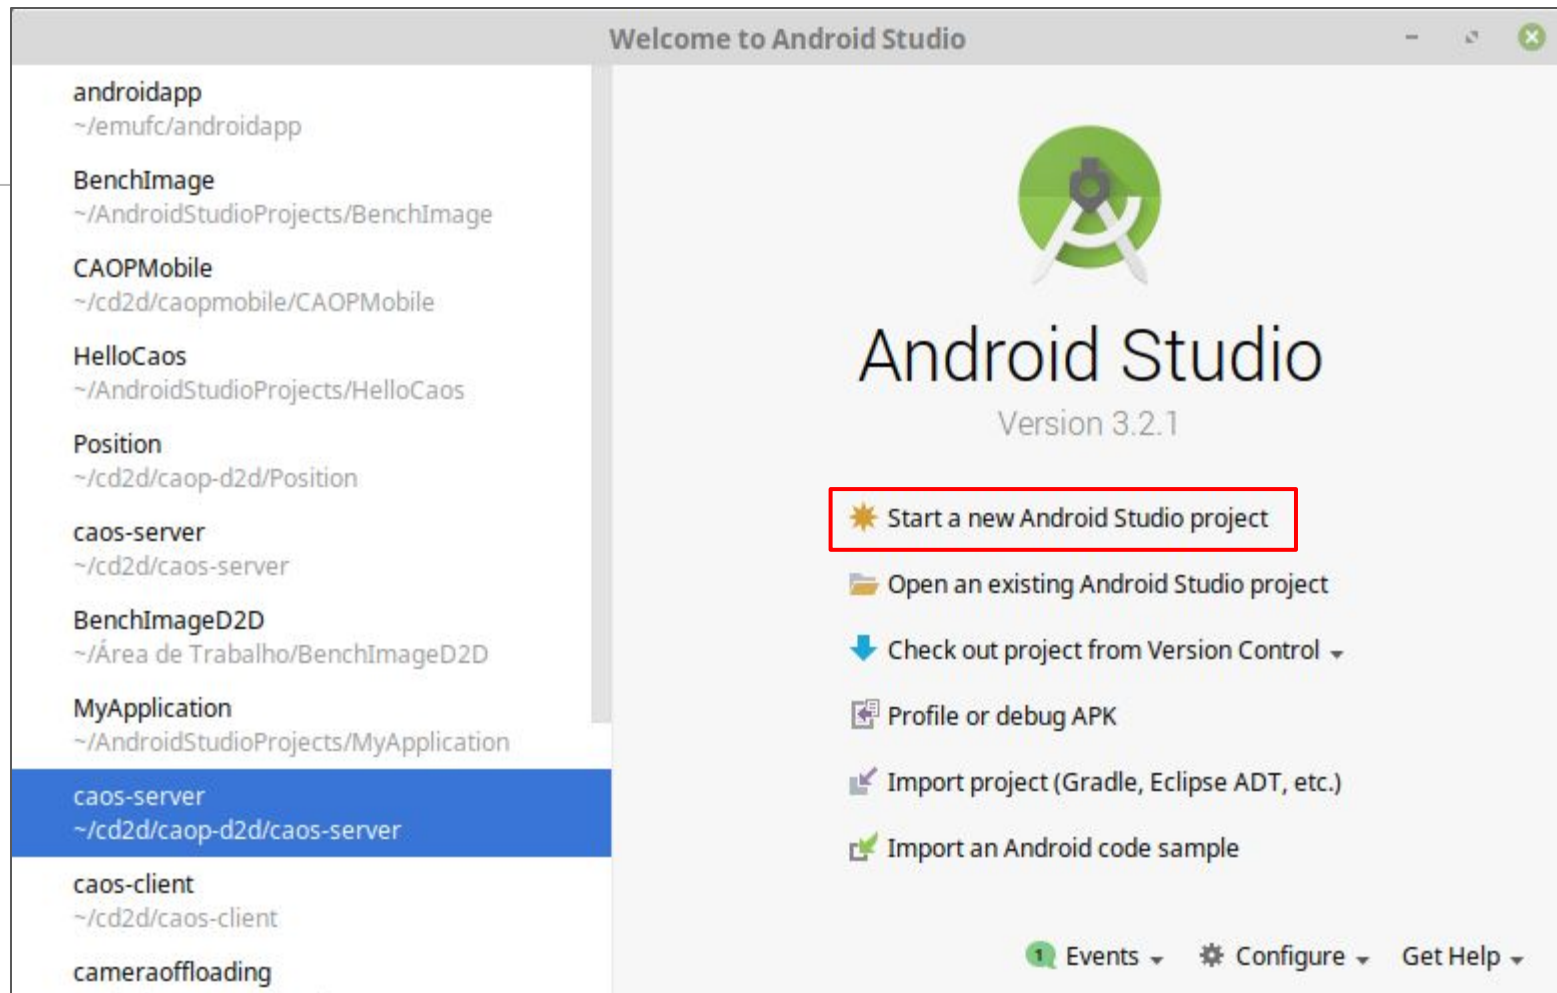 Welcome to Android Studio
androidapp
~/emufc/androidapp
BenchImage
~/AndroidStudioProjects/BenchImage
CAOPMobile
~/cd2d/caopmobile/CAOPMobile
HelloCaos
~/AndroidStudioProjects/HelloCaos
Position
~/cd2d/caop-d2d/Position
caos-server
~/cd2d/caos-server
BenchImageD2D
~/Área de Trabalho/BenchImageD2D
MyApplication
~/AndroidStudioProjects/MyApplication
caos-server
~/cd2d/caop-d2d/caos-server
caos-client
~/cd2d/caos-client
cameraoffloading
Android Studio
Version 3.2.1
Start a new Android Studio project
Open an existing Android Studio project
Check out project from Version Control
Profile or debug APK
Import project (Gradle, Eclipse ADT, etc.)
Import an Android code sample
1 Events Configure Get Help